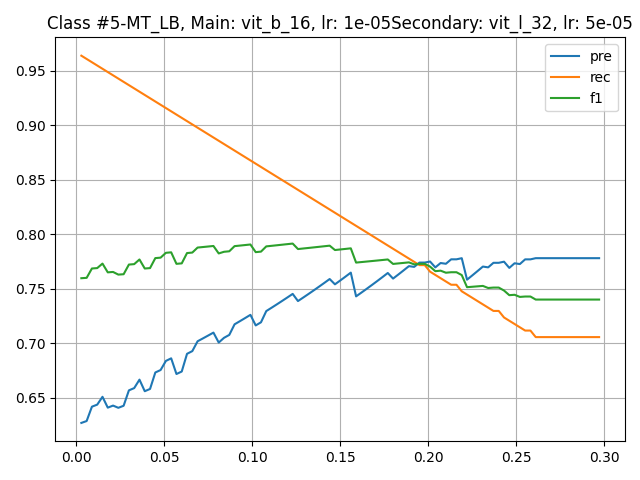 Class #5-MT_LB, Main: vit_b_16, lr: 1e-05Secondary: vit_l_32, lr: 5e-05
pre
rec
f1
0.95
0.90
0.85
0.80
0.75
0.70
0.65
0.00 0.05 0.10 0.15 0.20 0.25 0.30